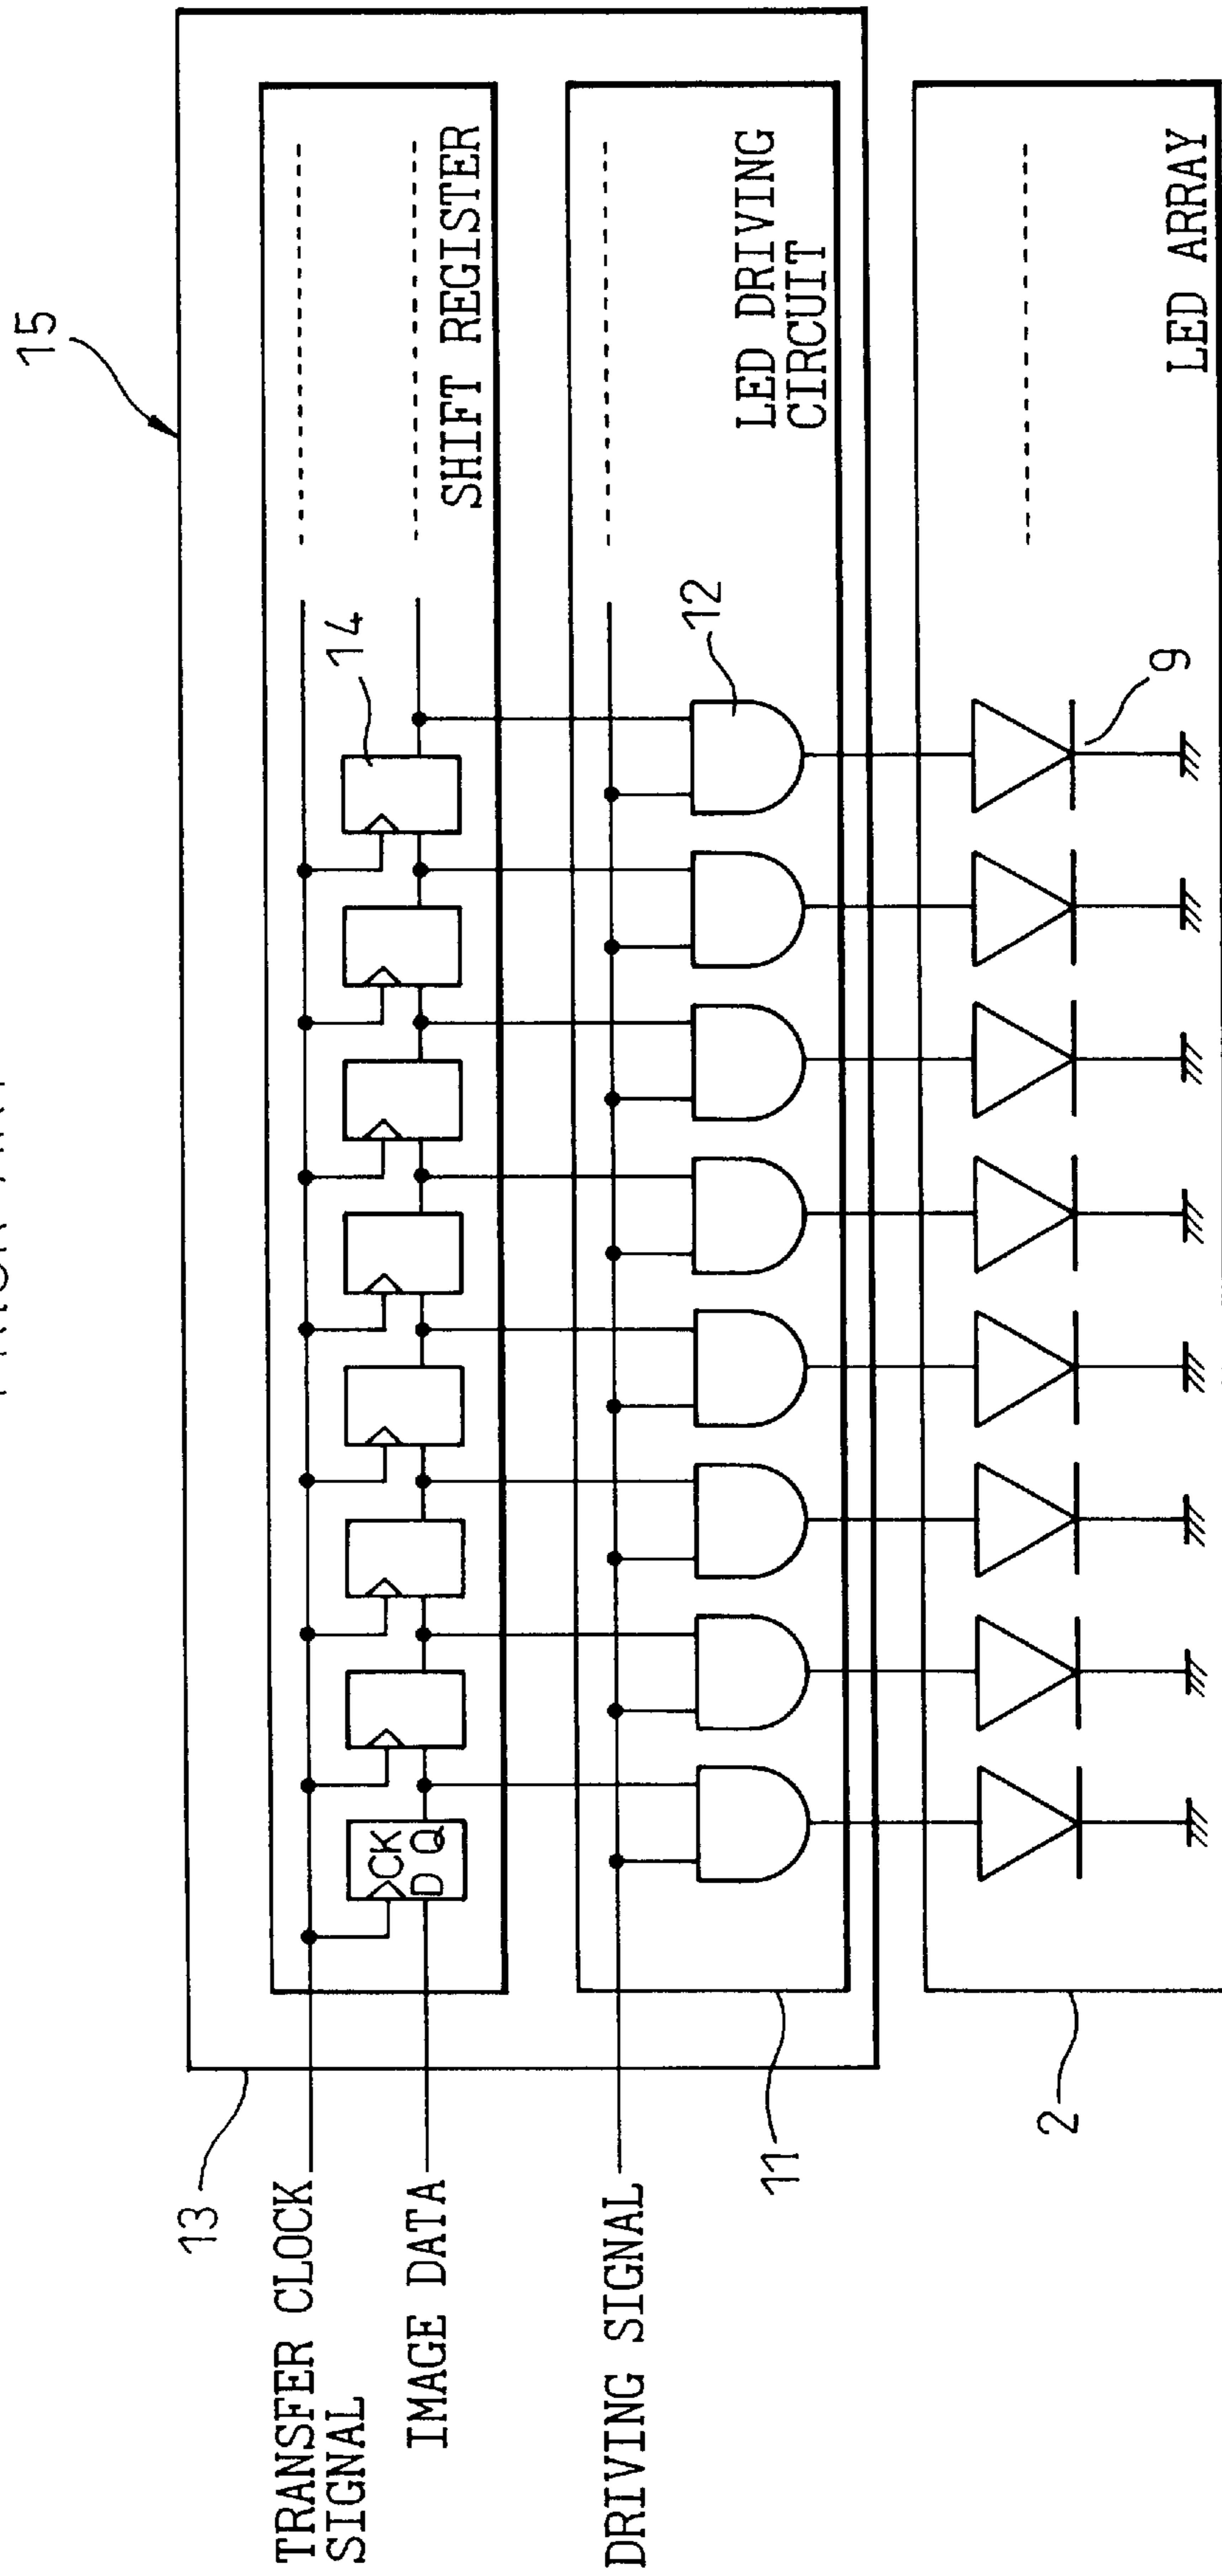 15
SHIFT REGISTER
14
LED DRIVING
CIRCUIT
12
LED ARRAY
9
CK
D Q
13
11
2
TRANSFER CLOCK
SIGNAL
IMAGE DATA
DRIVING SIGNAL